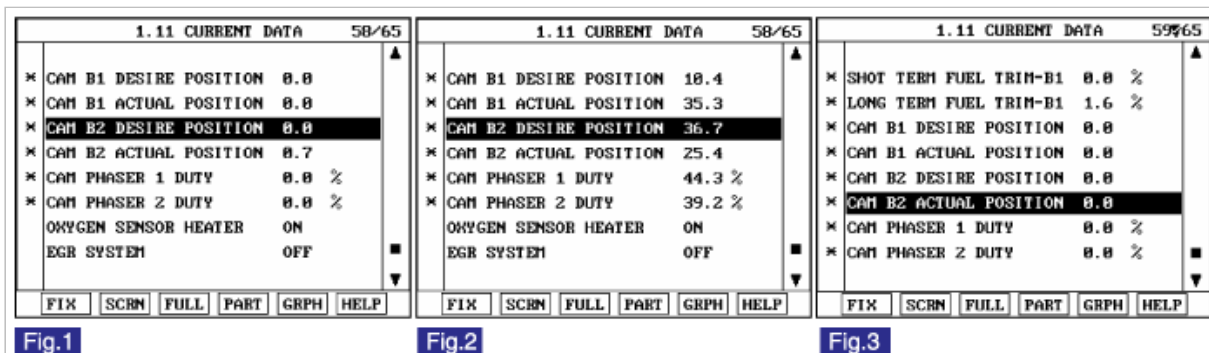 1.11 CURRENT DATA 58/65
▲
* CAM B1 DESIRE POSITION 0.0
* CAM B1 ACTUAL POSITION 0.0
* CAM B2 DESIRE POSITION 0.0
* CAM B2 ACTUAL POSITION 0.7
* CAM PHASER 1 DUTY 0.0 %
* CAM PHASER 2 DUTY 0.0 %
OXYGEN SENSOR HEATER ON
EGR SYSTEM OFF ■
▼
FIX SCRN FULL PART GRPH HELP
Fig.1
1.11 CURRENT DATA 58/65
▲
* CAM B1 DESIRE POSITION 10.4
* CAM B1 ACTUAL POSITION 35.3
* CAM B2 DESIRE POSITION 36.7
* CAM B2 ACTUAL POSITION 25.4
* CAM PHASER 1 DUTY 44.3 %
* CAM PHASER 2 DUTY 39.2 %
OXYGEN SENSOR HEATER ON
EGR SYSTEM OFF ■
▼
FIX SCRN FULL PART GRPH HELP
Fig.2
1.11 CURRENT DATA
▲
* SHOT TERM FUEL TRIM-B1 0.0 %
* LONG TERM FUEL TRIM-B1 1.6 %
* CAM B1 DESIRE POSITION 0.0
* CAM B1 ACTUAL POSITION 0.0
* CAM B2 DESIRE POSITION 0.0
* CAM B2 ACTUAL POSITION 0.0
* CAM PHASER 1 DUTY 0.0 %
* CAM PHASER 2 DUTY 0.0 % ■
▼
FIX SCRN FULL PART GRPH HELP
Fig.3